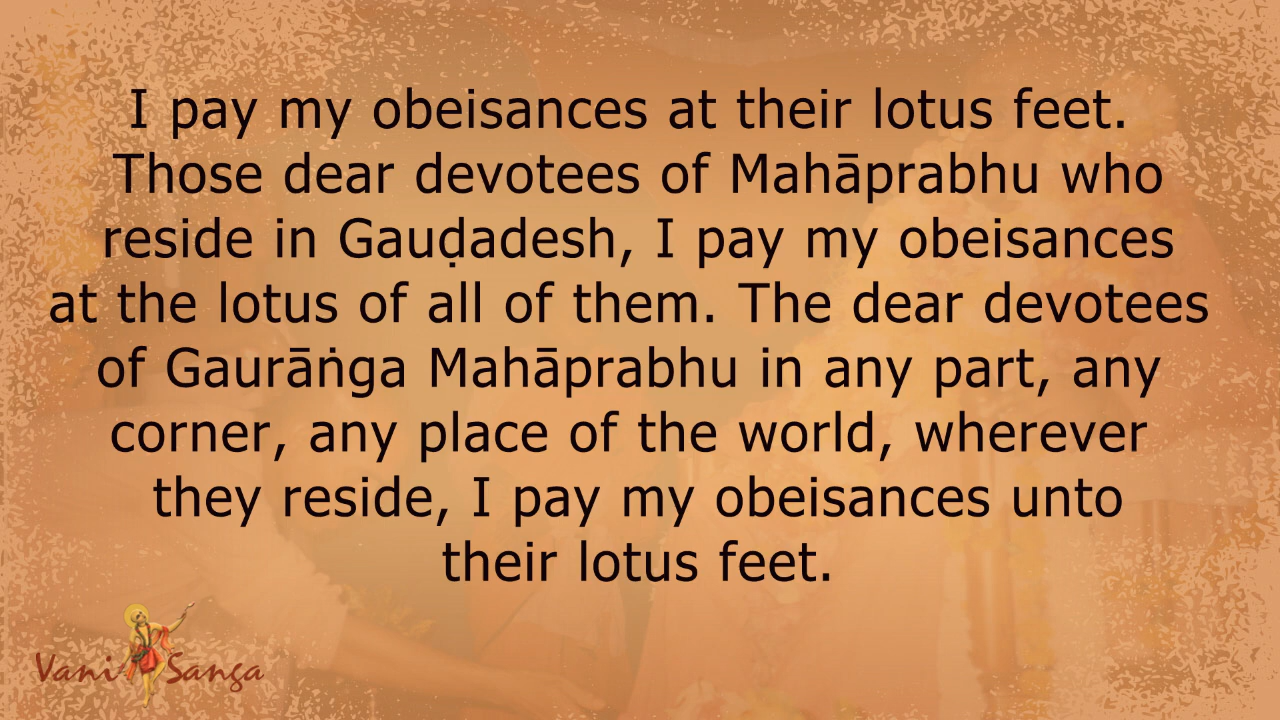 I pay my obeisances at their lotus feet.
Those dear devotees of Mahāprabhu who
reside in Gauḍadesh, I pay my obeisances
at the lotus of all of them. The dear devotees
of Gaurāṅga Mahāprabhu in any part, any
corner, any place of the world, wherever
they reside, I pay my obeisances unto
their lotus feet.
Vani Sanga